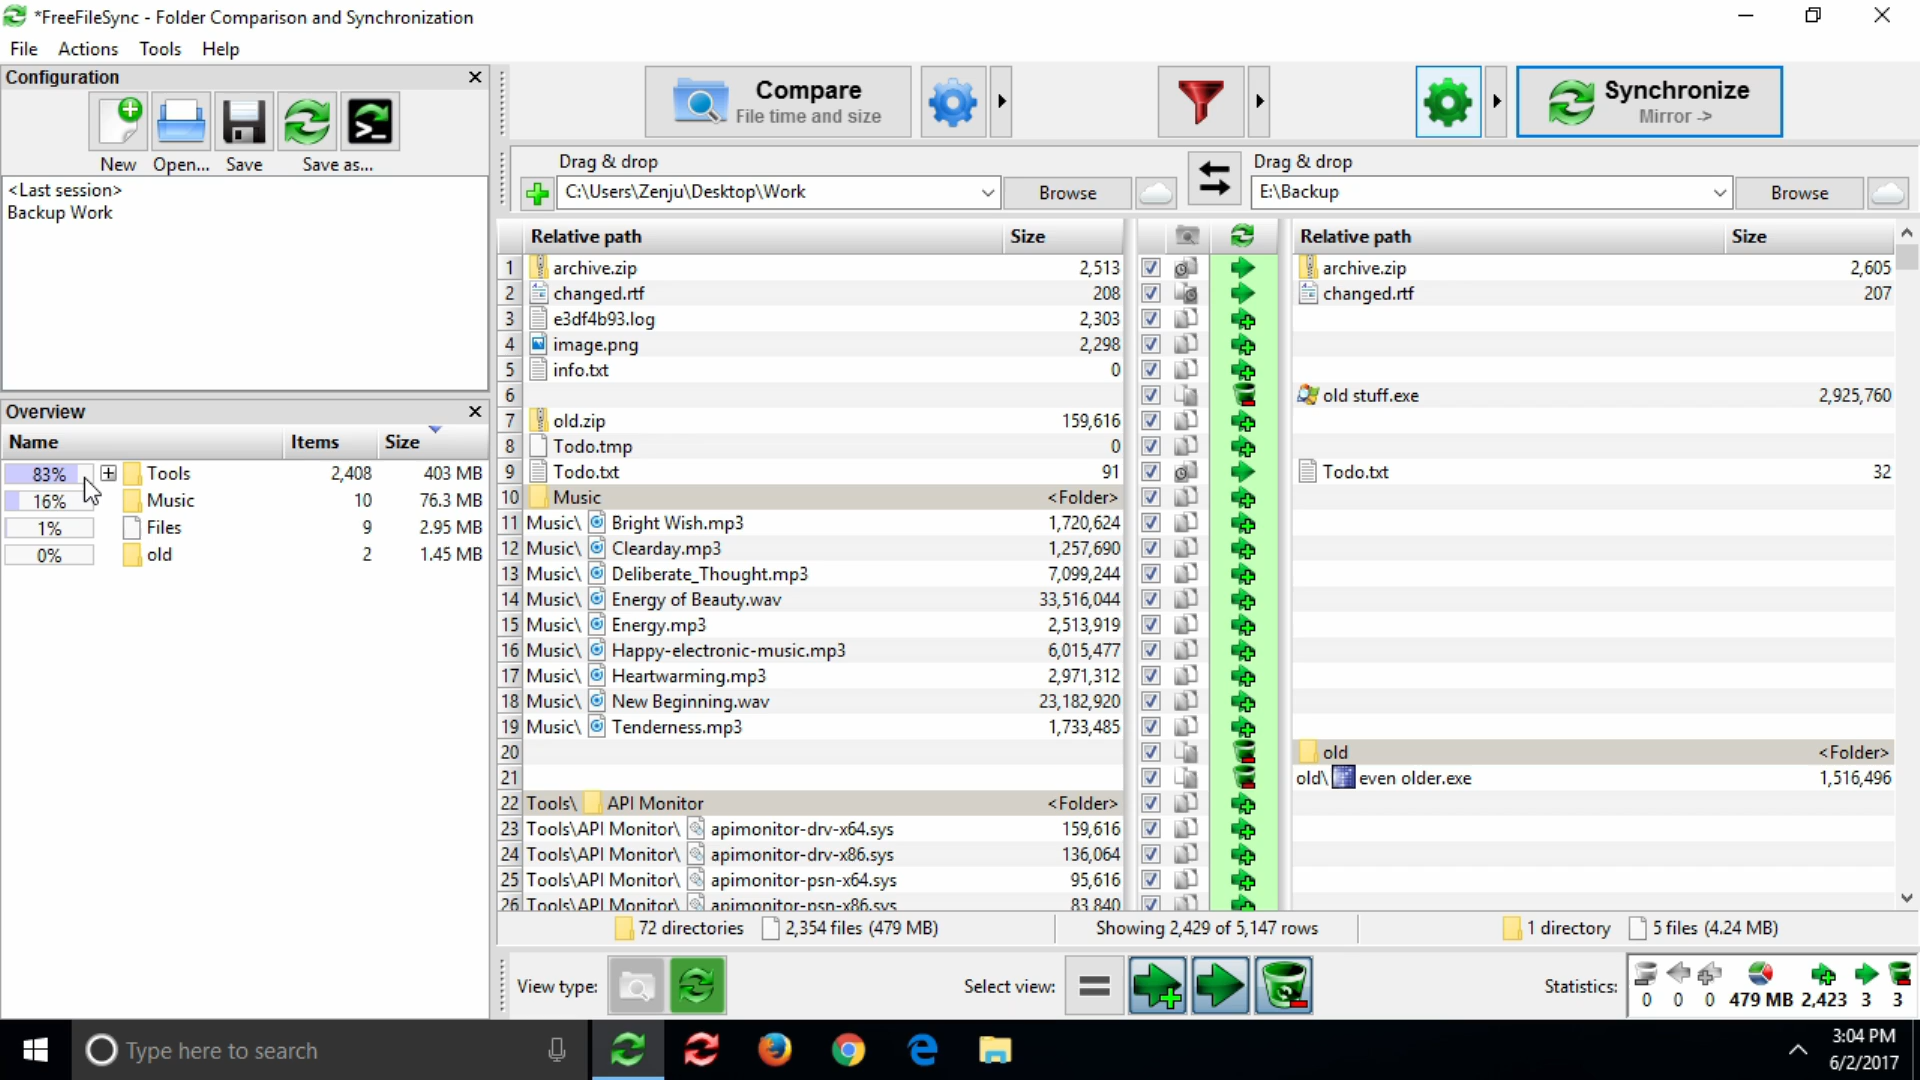 *FreeFileSync - Folder Comparison and Synchronization
File Actions Tools Help
Configuration
New Open... Save Save as...
<Last session>
Backup Work
Overview
Name Items Size
83% Tools 2,408 403 MB
16% Music 10 76.3 MB
1% Files 9 2.95 MB
0% old 2 1.45 MB
Compare
File time and size
Synchronize
Mirror ->
Drag & drop
C:\Users\Zenju\Desktop\Work Browse
Drag & drop
E:\Backup Browse
Relative path Size Relative path Size
1 archive.zip 2,513 archive.zip 2,605
2 changed.rtf 208 changed.rtf 207
3 e3df4b93.log 2,303
4 image.png 2,298
5 info.txt 0
6 old stuff.exe 2,925,760
7 old.zip 159,616
8 Todo.tmp 0
9 Todo.txt 91 Todo.txt 32
10 Music <Folder>
11 Music\ Bright Wish.mp3 1,720,624
12 Music\ Clearday.mp3 1,257,690
13 Music\ Deliberate_Thought.mp3 7,099,244
14 Music\ Energy of Beauty.wav 33,516,044
15 Music\ Energy.mp3 2,513,919
16 Music\ Happy-electronic-music.mp3 6,015,477
17 Music\ Heartwarming.mp3 2,971,312
18 Music\ New Beginning.wav 23,182,920
19 Music\ Tenderness.mp3 1,733,485
20 old <Folder>
21 old\ even older.exe 1,516,496
22 Tools\ API Monitor <Folder>
23 Tools\API Monitor\ apimonitor-drv-x64.sys 159,616
24 Tools\API Monitor\ apimonitor-drv-x86.sys 136,064
25 Tools\API Monitor\ apimonitor-psn-x64.sys 95,616
26 Tools\API Monitor\ apimonitor-psn-x86.sys 83,840
72 directories 2,354 files (479 MB) Showing 2,429 of 5,147 rows 1 directory 5 files (4.24 MB)
View type: Select view: Statistics: 0 0 0 479 MB 2,423 3 3
Type here to search
3:04 PM
6/2/2017